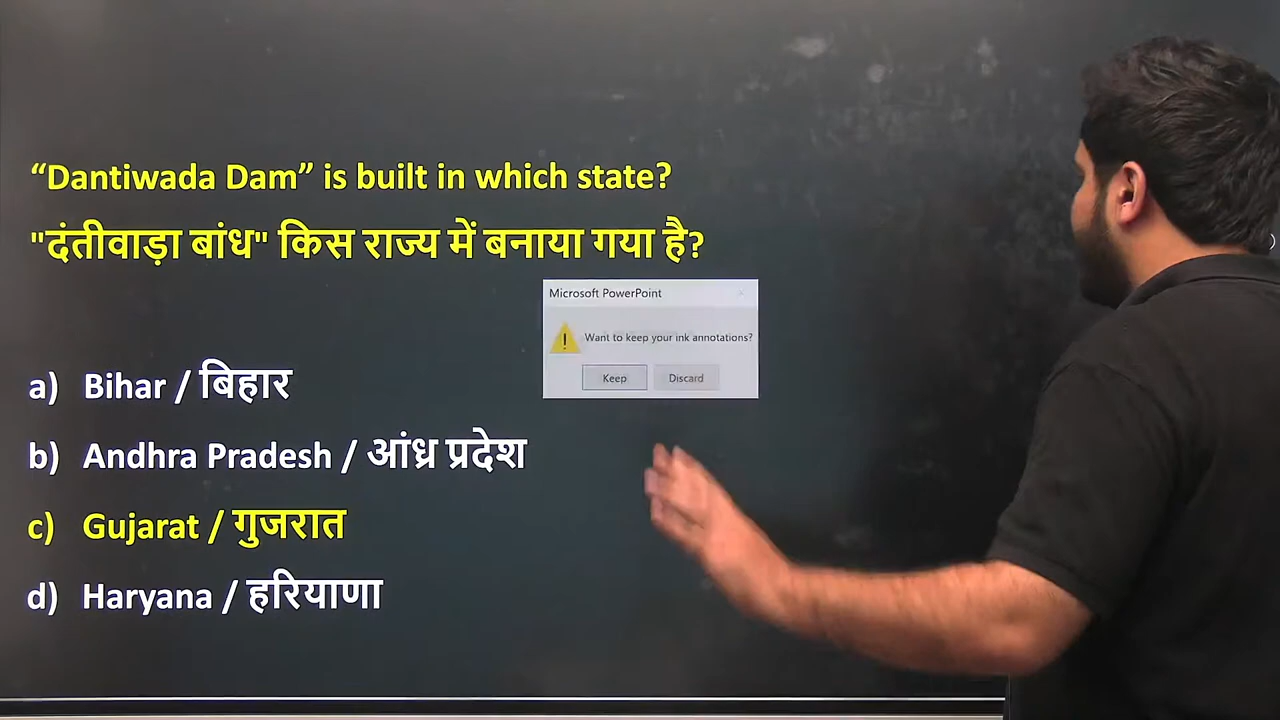 “Dantiwada Dam” is built in which state?
"दंतीवाड़ा बांध" किस राज्य में बनाया गया है?
Microsoft PowerPoint
Want to keep your ink annotations?
Keep
Discard
a) Bihar / बिहार
b) Andhra Pradesh / आंध्र प्रदेश
c) Gujarat / गुजरात
d) Haryana / हरियाणा